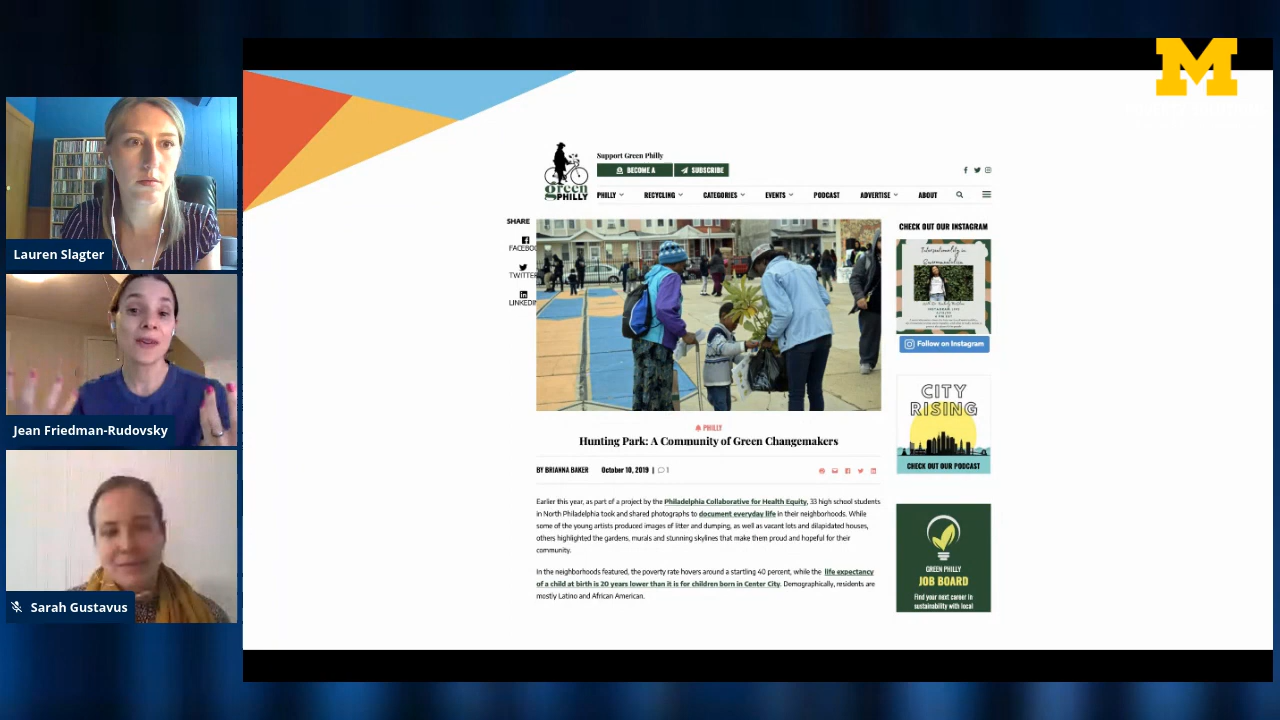 Lauren Slagter
Jean Friedman-Rudovsky
Sarah Gustavus
M
green
PHILLY
Support Green Philly
BECOME A
SUBSCRIBE
PHILLY
RECYCLING
CATEGORIES
EVENTS
PODCAST
ADVERTISE
ABOUT
SHARE
FACEBO
TWITTER
LINKEDIN
PHILLY
Hunting Park: A Community of Green Changemakers
BY BRIANNA BAKER October 10, 2019 | 1
Earlier this year, as part of a project by the Philadelphia Collaborative for Health Equity, 33 high school students
in North Philadelphia took and shared photographs to document everyday life in their neighborhoods. While
some of the young artists produced images of litter and dumping, as well as vacant lots and dilapidated houses,
others highlighted the gardens, murals and stunning skylines that make them proud and hopeful for their
community.
In the neighborhoods featured, the poverty rate hovers around a startling 40 percent, while the life expectancy
of a child at birth is 20 years lower than it is for children born in Center City. Demographically, residents are
mostly Latino and African American.
CHECK OUT OUR INSTAGRAM
Follow on Instagram
CITY
RISING
CHECK OUT OUR PODCAST
GREEN PHILLY
JOB BOARD
Find your next career in
sustainability with local